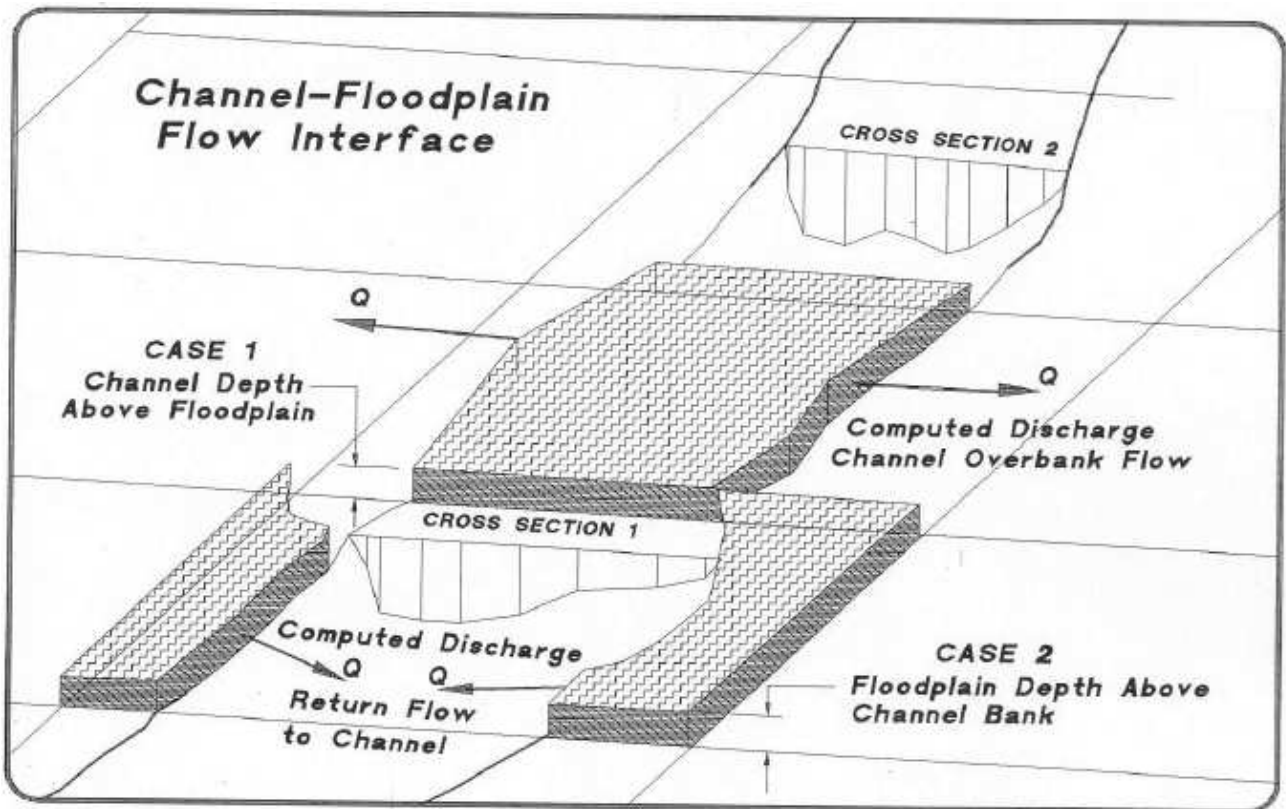 Channel-Floodplain
Flow Interface
CROSS SECTION 2
Q
CASE 1
Channel Depth
Above Floodplain
Q
Computed Discharge
Channel Overbank Flow
CROSS SECTION 1
Computed Discharge
Q
Q
Return Flow
to Channel
CASE 2
Floodplain Depth Above
Channel Bank